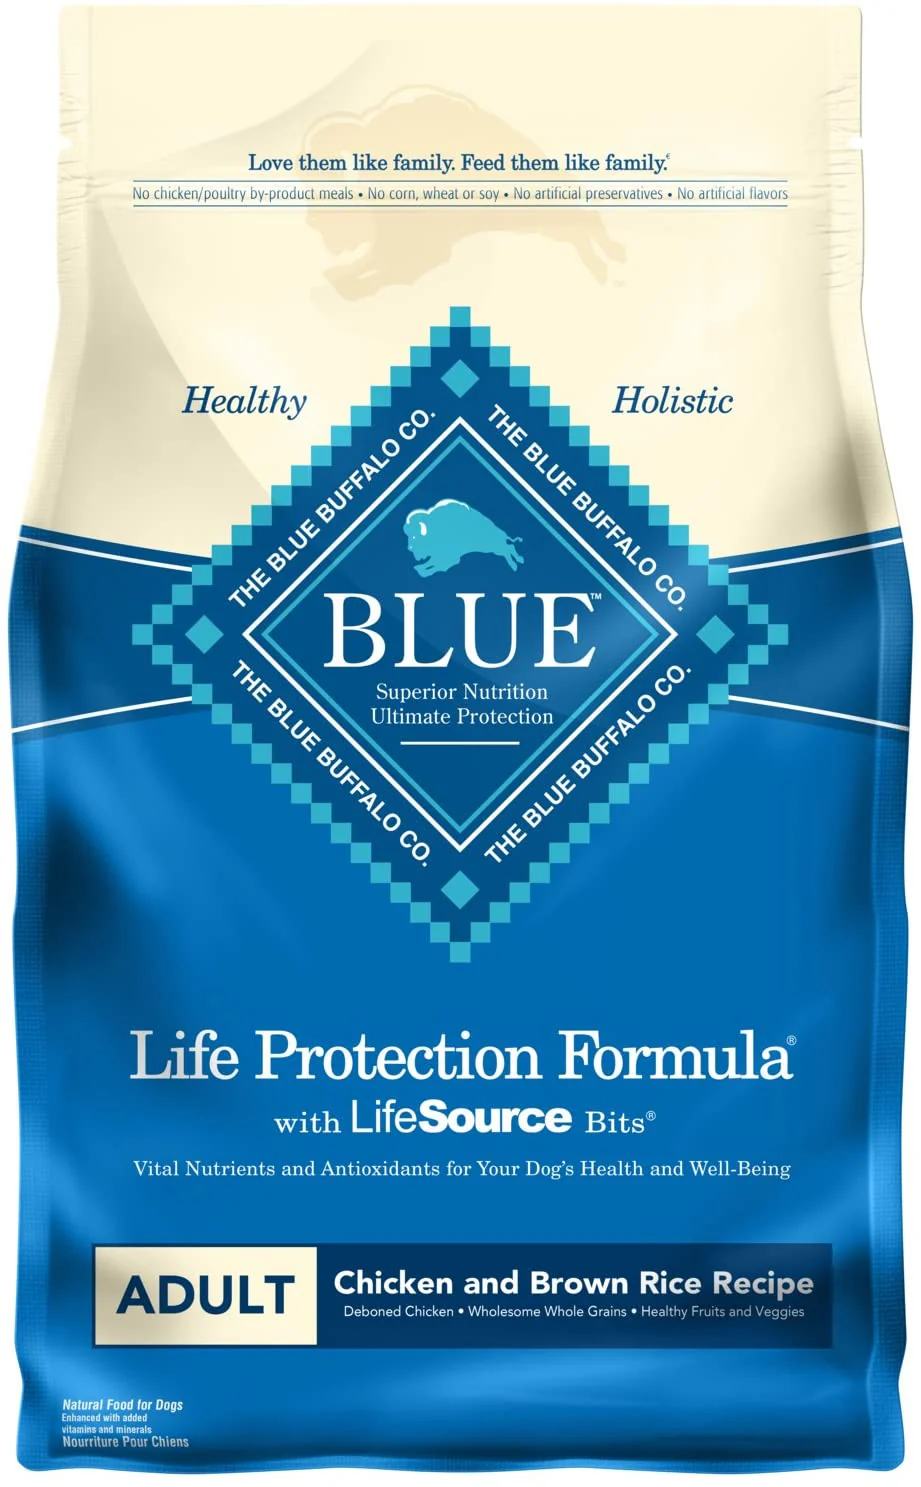 Love them like family. Feed them like family.
No chicken/poultry by-product meals • No corn, wheat or soy • No artificial preservatives • No artificial flavors
Healthy
Holistic
THE BLUE BUFFALO CO.
THE BLUE BUFFALO CO.
BLUE™
Superior Nutrition
Ultimate Protection
THE BLUE BUFFALO CO.
THE BLUE BUFFALO CO.
Life Protection Formula®
with LifeSource Bits®
Vital Nutrients and Antioxidants for Your Dog's Health and Well-Being
ADULT
Chicken and Brown Rice Recipe
Deboned Chicken • Wholesome Whole Grains • Healthy Fruits and Veggies
Natural Food for Dogs
Enhanced with added
vitamins and minerals
Nourriture Pour Chiens